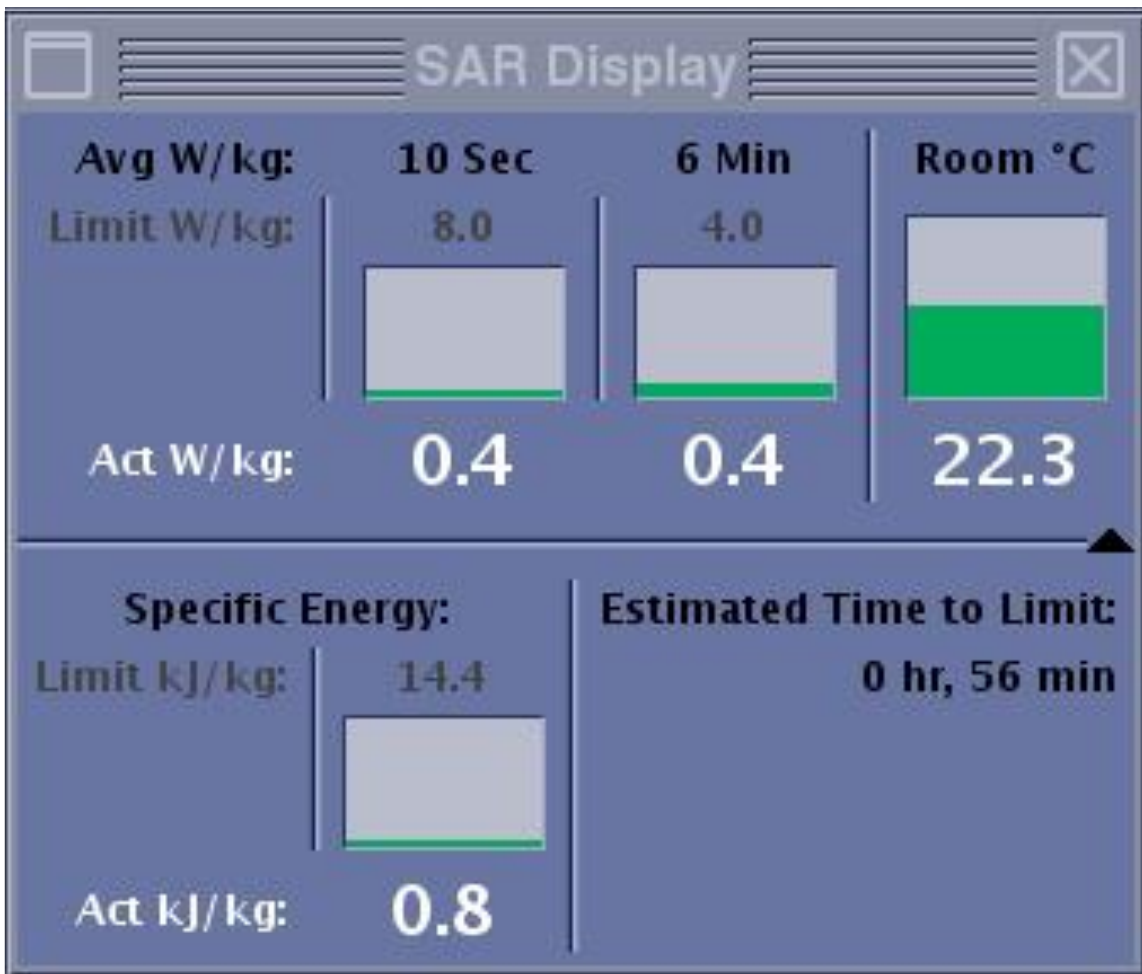 SAR Display
Avg W/kg: 10 Sec 6 Min Room °C
Limit W/kg: 8.0 4.0
Act W/kg: 0.4 0.4 22.3
Specific Energy: Estimated Time to Limit:
Limit kJ/kg: 14.4 0 hr, 56 min
Act kJ/kg: 0.8